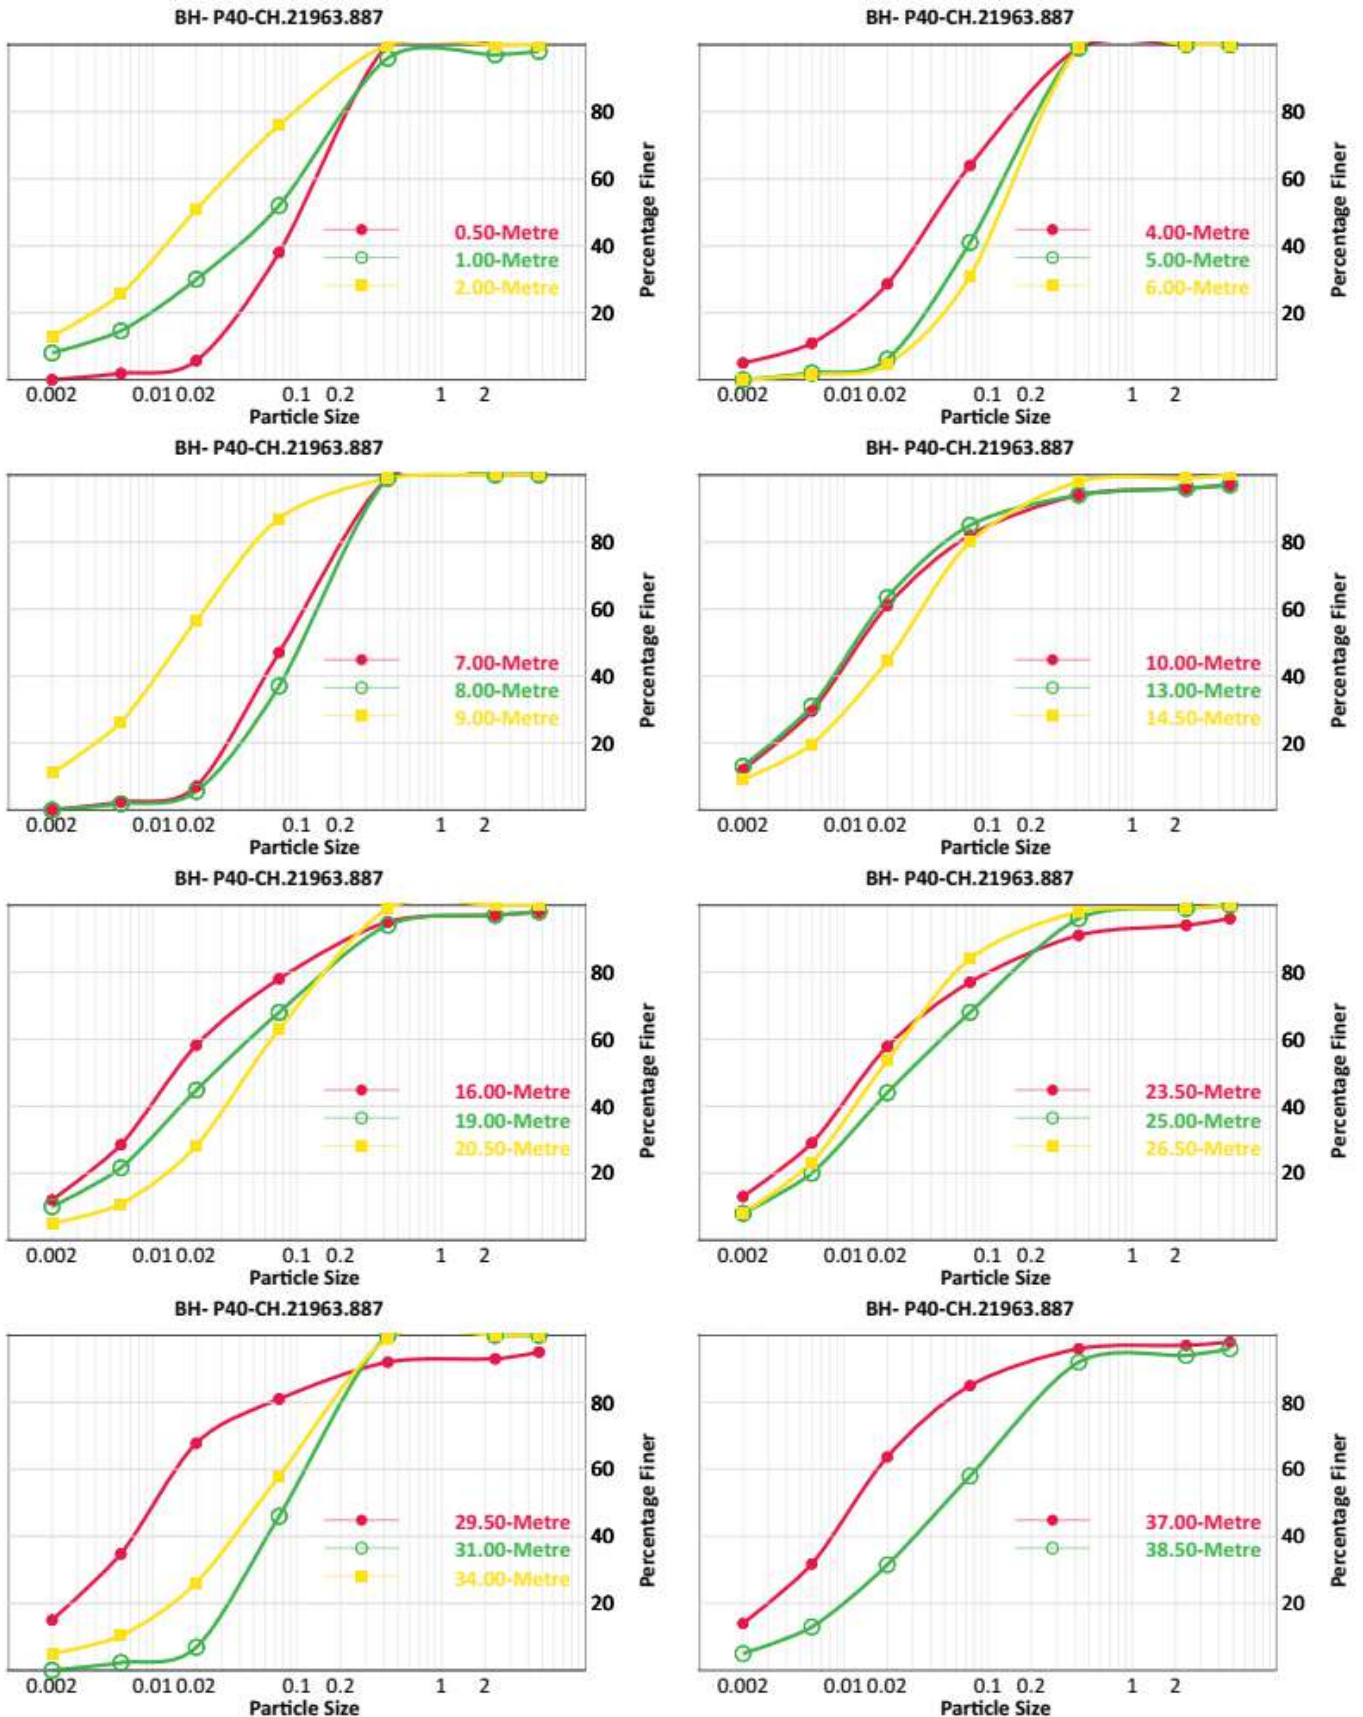 BH- P40-CH.21963.887
80
60
40
20
Percentage Finer
0.50-Metre
1.00-Metre
2.00-Metre
0.002 0.01 0.02 0.1 0.2 1 2
Particle Size
BH- P40-CH.21963.887
80
60
40
20
Percentage Finer
4.00-Metre
5.00-Metre
6.00-Metre
0.002 0.01 0.02 0.1 0.2 1 2
Particle Size
BH- P40-CH.21963.887
80
60
40
20
Percentage Finer
7.00-Metre
8.00-Metre
9.00-Metre
0.002 0.01 0.02 0.1 0.2 1 2
Particle Size
BH- P40-CH.21963.887
80
60
40
20
Percentage Finer
10.00-Metre
13.00-Metre
14.50-Metre
0.002 0.01 0.02 0.1 0.2 1 2
Particle Size
BH- P40-CH.21963.887
80
60
40
20
Percentage Finer
16.00-Metre
19.00-Metre
20.50-Metre
0.002 0.01 0.02 0.1 0.2 1 2
Particle Size
BH- P40-CH.21963.887
80
60
40
20
Percentage Finer
23.50-Metre
25.00-Metre
26.50-Metre
0.002 0.01 0.02 0.1 0.2 1 2
Particle Size
BH- P40-CH.21963.887
80
60
40
20
Percentage Finer
29.50-Metre
31.00-Metre
34.00-Metre
0.002 0.01 0.02 0.1 0.2 1 2
Particle Size
BH- P40-CH.21963.887
80
60
40
20
Percentage Finer
37.00-Metre
38.50-Metre
0.002 0.01 0.02 0.1 0.2 1 2
Particle Size